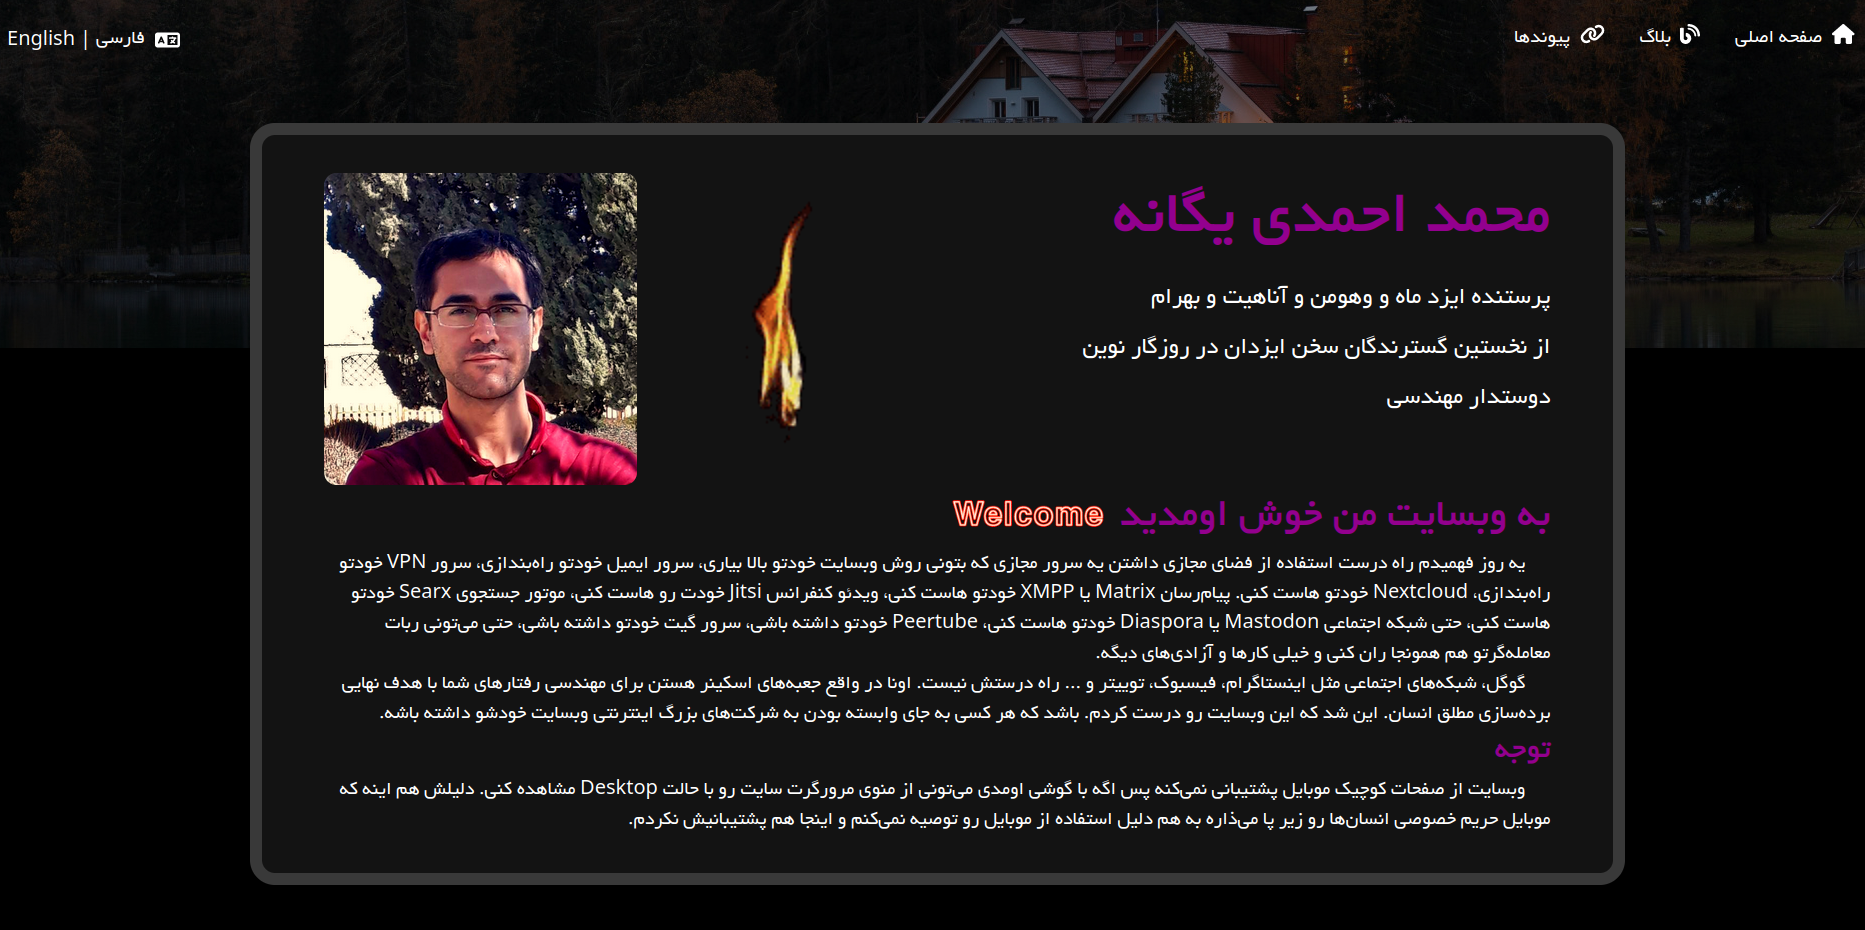 صفحه اصلی
بلاگ
پیوندها
فارسی | English
محمد احمدی یگانه
پرستنده ایزد ماه و وهومن و آناهیت و بهرام
از نخستین گسترندگان سخن ایزدان در روزگار نوین
دوستدار مهندسی
به وبسایت من خوش اومدید Welcome
یه روز فهمیدم راه درست استفاده از فضای مجازی داشتن یه سرور مجازی که بتونی روش وبسایت خودتو بالا بیاری، سرور ایمیل خودتو راه‌بندازی، سرور VPN خودتو
راه‌بندازی، Nextcloud خودتو هاست کنی. پیام‌رسان Matrix یا XMPP خودتو هاست کنی، ویدئو کنفرانس Jitsi خودت رو هاست کنی، موتور جستجوی Searx خودتو
هاست کنی، حتی شبکه اجتماعی Mastodon یا Diaspora خودتو هاست کنی، Peertube خودتو داشته باشی، سرور گیت خودتو داشته باشی، حتی می‌تونی ربات
معامله‌گرتو هم همونجا ران کنی و خیلی کارها و آزادی‌های دیگه.
گوگل، شبکه‌های اجتماعی مثل اینستاگرام، فیسبوک، توییتر و ... راه درستش نیست. اونا در واقع جعبه‌های اسکینر هستن برای مهندسی رفتارهای شما با هدف نهایی
برده‌سازی مطلق انسان. این شد که این وبسایت رو درست کردم. باشد که هر کسی به جای وابسته بودن به شرکت‌های بزرگ اینترنتی وبسایت خودشو داشته باشه.
توجه
وبسایت از صفحات کوچیک موبایل پشتیبانی نمی‌کنه پس اگه با گوشی اومدی می‌تونی از منوی مرورگرت سایت رو با حالت Desktop مشاهده کنی. دلیلش هم اینه که
موبایل حریم خصوصی انسان‌ها رو زیر پا می‌ذاره به هم دلیل استفاده از موبایل رو توصیه نمی‌کنم و اینجا هم پشتیبانیش نکردم.